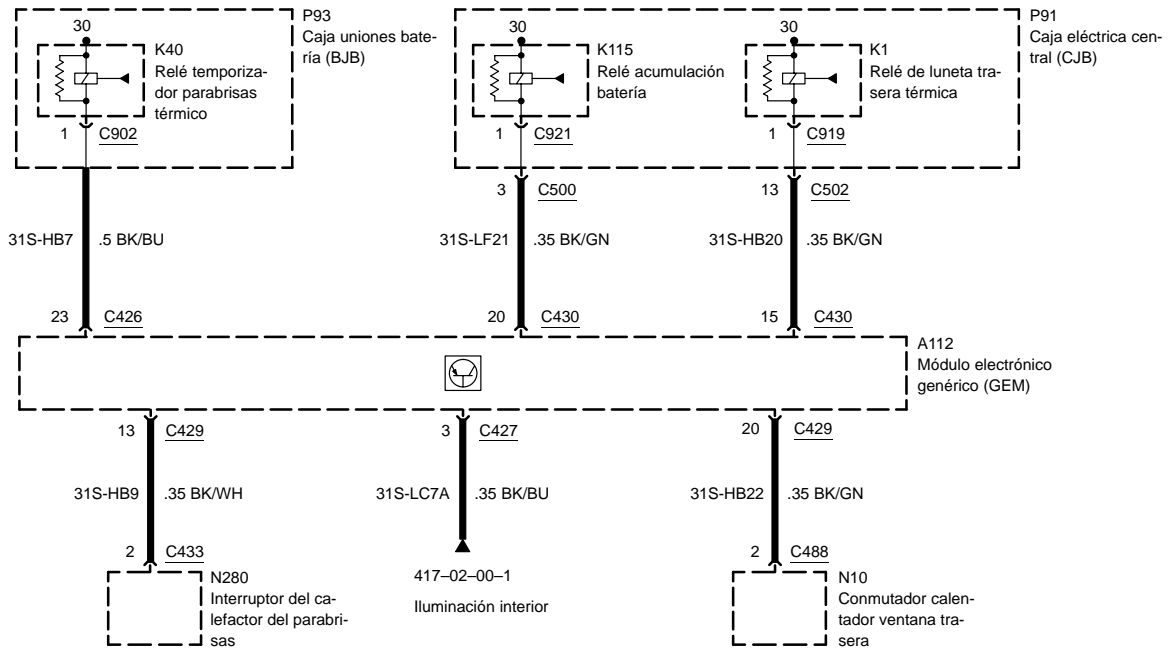 P93
Caja uniones bate-
ría (BJB)
30
K40
Relé temporiza-
dor parabrisas
térmico
1 C902
P91
Caja eléctrica cen-
tral (CJB)
30
K115
Relé acumulación
batería
1 C921
30
K1
Relé de luneta tra-
sera térmica
1 C919
3 C500
13 C502
31S-HB7 .5 BK/BU
31S-LF21 .35 BK/GN
31S-HB20 .35 BK/GN
23 C426
20 C430
15 C430
A112
Módulo electrónico
genérico (GEM)
13 C429
3 C427
20 C429
31S-HB9 .35 BK/WH
31S-LC7A .35 BK/BU
31S-HB22 .35 BK/GN
2 C433
2 C488
N280
Interruptor del ca-
lefactor del parabri-
sas
417–02–00–1
Iluminación interior
N10
Conmutador calen-
tador ventana tra-
sera